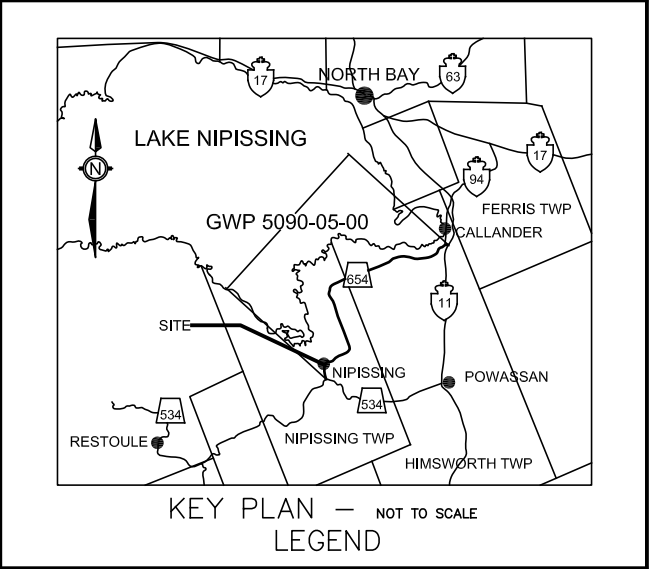 NORTH BAY
17
63
LAKE NIPISSING
17
N
94
GWP 5090-05-00
FERRIS TWP
CALLANDER
654
11
SITE
NIPISSING
POWASSAN
534
534
RESTOULE
NIPISSING TWP
HIMSWORTH TWP
KEY PLAN – NOT TO SCALE
LEGEND